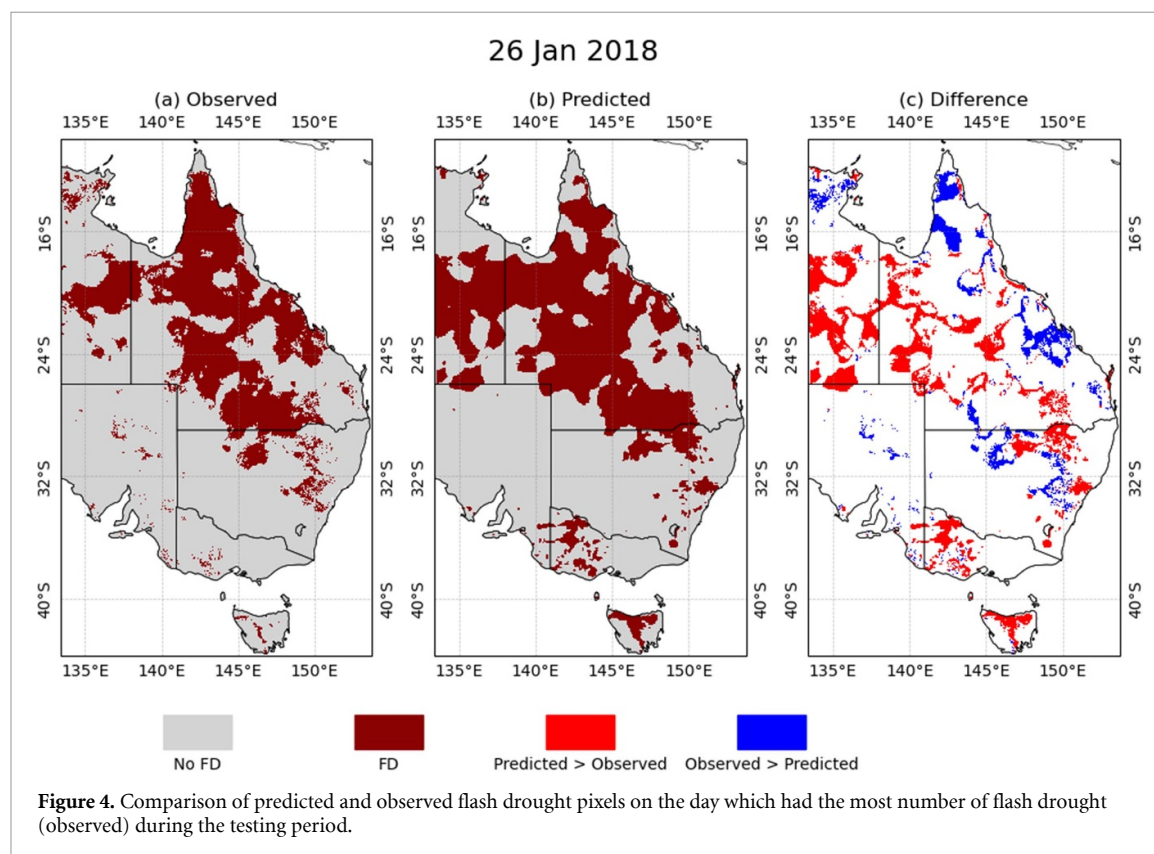 26 Jan 2018
(a) Observed
(b) Predicted
(c) Difference
135°E 140°E 145°E 150°E
135°E 140°E 145°E 150°E
135°E 140°E 145°E 150°E
16°S
16°S
16°S
16°S
24°S
24°S
24°S
24°S
32°S
32°S
32°S
32°S
40°S
40°S
40°S
40°S
135°E 140°E 145°E 150°E
135°E 140°E 145°E 150°E
135°E 140°E 145°E 150°E
No FD
FD
Predicted > Observed
Observed > Predicted
Figure 4. Comparison of predicted and observed flash drought pixels on the day which had the most number of flash drought
(observed) during the testing period.